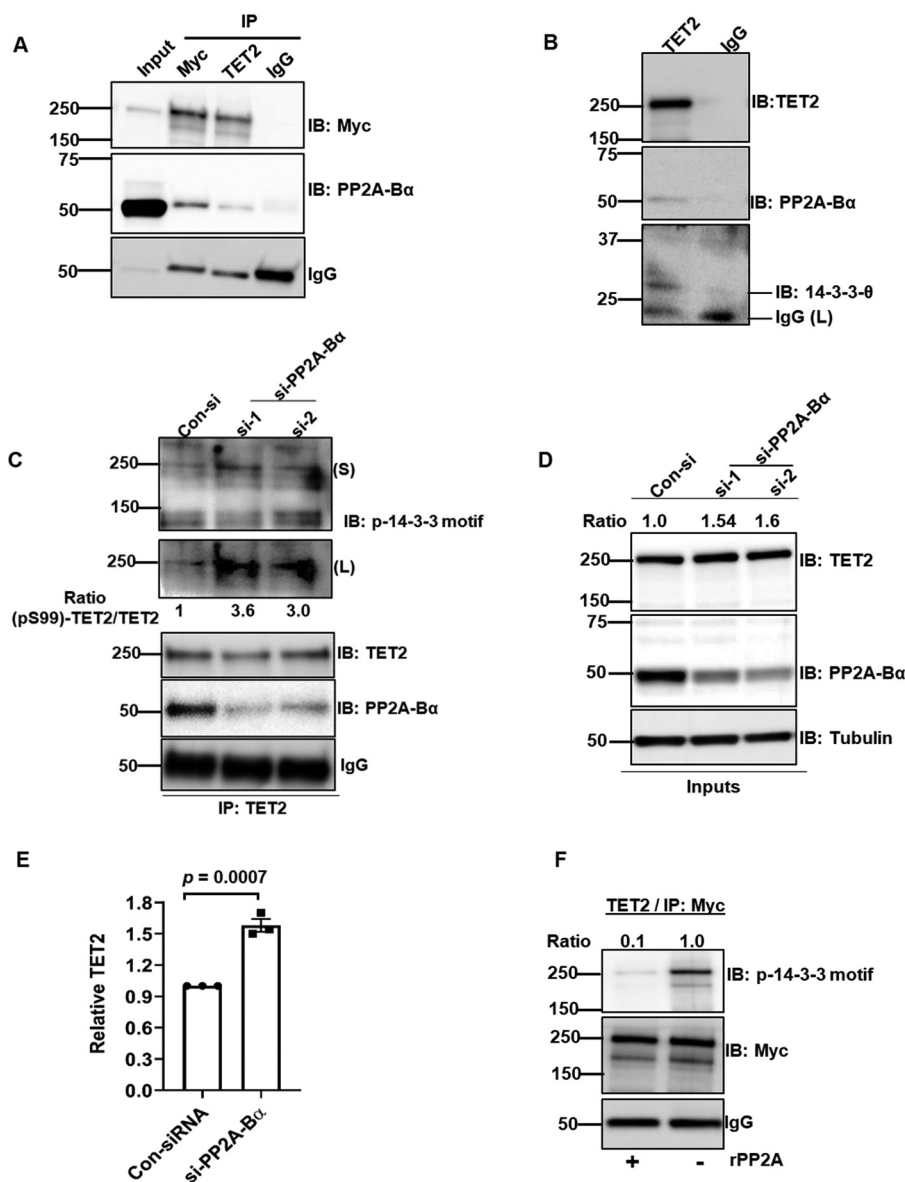 A
IP
Input Myc TET2 IgG
250
150
IB: Myc
75
50
IB: PP2A-Bα
50
IgG
B
TET2 IgG
250
150
IB:TET2
75
50
IB: PP2A-Bα
37
25
IB: 14-3-3-θ
IgG (L)
C
si-PP2A-Bα
Con-si si-1 si-2
250
(S)
150
IB: p-14-3-3 motif
250
(L)
Ratio
(pS99)-TET2/TET2 1 3.6 3.0
250
IB: TET2
50
IB: PP2A-Bα
50
IgG
IP: TET2
D
si-PP2A-Bα
Con-si si-1 si-2
Ratio 1.0 1.54 1.6
250
IB: TET2
150
75
50
IB: PP2A-Bα
50
IB: Tubulin
Inputs
E
p = 0.0007
Relative TET2
1.8
1.5
1.2
0.9
0.6
0.3
0.0
Con-siRNA
si-PP2A-Bα
F
TET2 / IP: Myc
Ratio 0.1 1.0
250
IB: p-14-3-3 motif
150
250
IB: Myc
150
50
IgG
+ - rPP2A